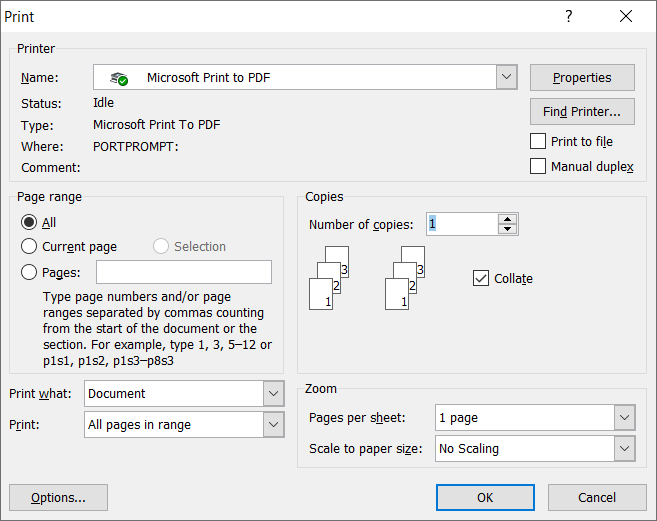 Print
?
Printer
Name: Microsoft Print to PDF
Properties
Status: Idle
Find Printer...
Type: Microsoft Print To PDF
Where: PORTPROMPT:
Print to file
Comment:
Manual duplex
Page range
All
Current page
Selection
Pages:
Type page numbers and/or page
ranges separated by commas counting
from the start of the document or the
section. For example, type 1, 3, 5–12 or
p1s1, p1s2, p1s3–p8s3
Copies
Number of copies: 1
3
2
1
3
2
1
Collate
Print what: Document
Print: All pages in range
Zoom
Pages per sheet: 1 page
Scale to paper size: No Scaling
Options...
OK
Cancel